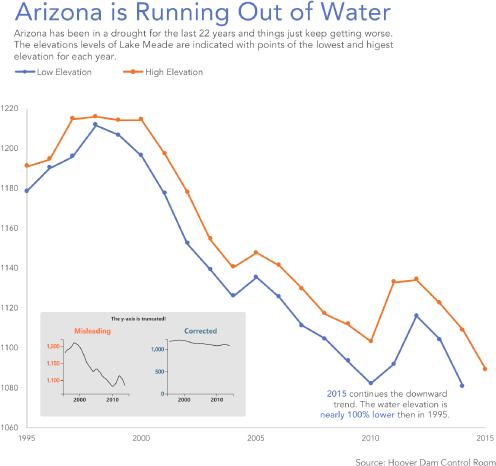 Arizona is Running Out of Water
Arizona has been in a drought for the last 22 years and things just keep getting worse.
The elevations levels of Lake Meade are indicated with points of the lowest and higest
elevation for each year.
Low Elevation High Elevation
1220
1200
1180
1160
1140
1120
1100
1080
1060
1995 2000 2005 2010 2015
The y-axis is truncated!
Misleading Corrected
1,200
1,150
1,100
2000 2010
1,000
500
0
2000 2010
2015 continues the downward
trend. The water elevation is
nearly 100% lower then in 1995.
Source: Hoover Dam Control Room